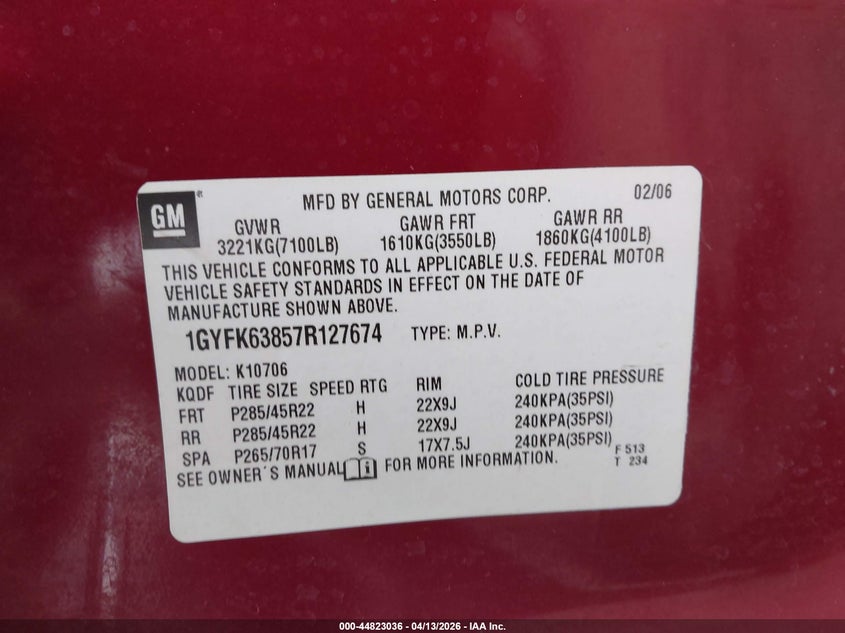 GM®
MFD BY GENERAL MOTORS CORP. 02/06
GVWR GAWR FRT GAWR RR
3221KG(7100LB) 1610KG(3550LB) 1860KG(4100LB)
THIS VEHICLE CONFORMS TO ALL APPLICABLE U.S. FEDERAL MOTOR
VEHICLE SAFETY STANDARDS IN EFFECT ON THE DATE OF
MANUFACTURE SHOWN ABOVE.
1GYFK63857R127674 TYPE: M.P.V.
MODEL: K10706
KQDF TIRE SIZE SPEED RTG RIM COLD TIRE PRESSURE
FRT P285/45R22 H 22X9J 240KPA(35PSI)
RR P285/45R22 H 22X9J 240KPA(35PSI)
SPA P265/70R17 S 17X7.5J 240KPA(35PSI)
SEE OWNER´S MANUAL i FOR MORE INFORMATION.
F 513
T 234
000-44823036 - 04/13/2026 - IAA Inc.